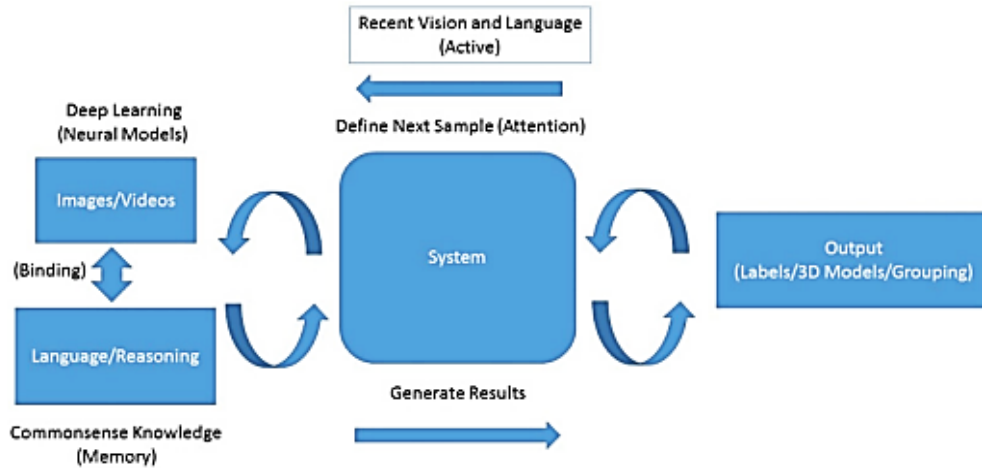 Recent Vision and Language
(Active)
Deep Learning
(Neural Models)
Define Next Sample (Attention)
Images/Videos
(Binding)
System
Output
(Labels/3D Models/Grouping)
Language/Reasoning
Generate Results
Commonsense Knowledge
(Memory)